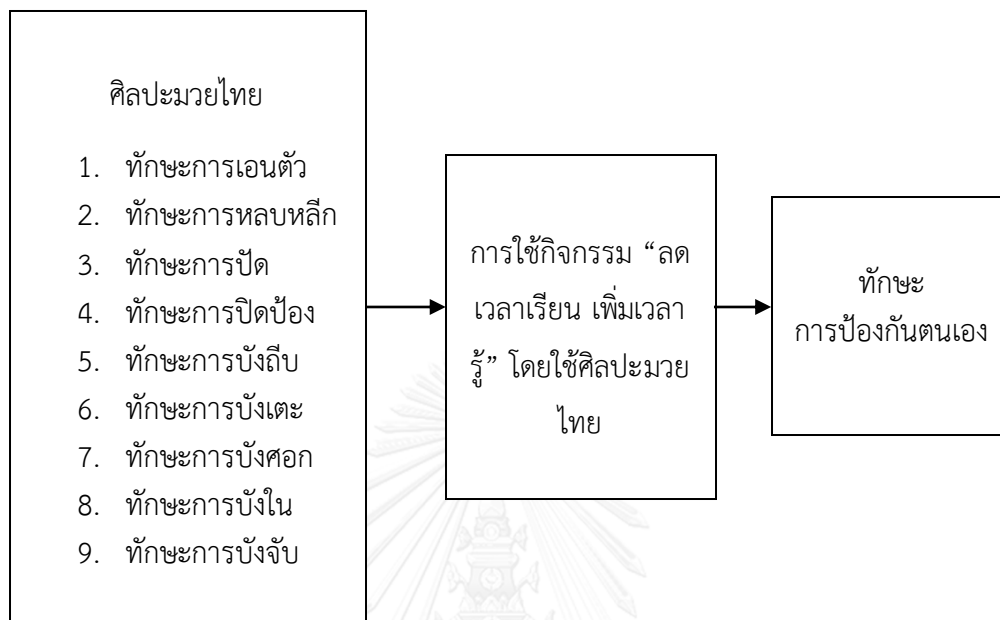 ศิลปะมวยไทย
1. ทักษะการเอนตัว
2. ทักษะการหลบหลีก
3. ทักษะการปัด
4. ทักษะการปิดป้อง
5. ทักษะการบังถีบ
6. ทักษะการบังเตะ
7. ทักษะการบังศอก
8. ทักษะการบังใน
9. ทักษะการบังจับ
การใช้กิจกรรม “ลด
เวลาเรียน เพิ่มเวลา
รู้” โดยใช้ศิลปะมวย
ไทย
ทักษะ
การป้องกันตนเอง